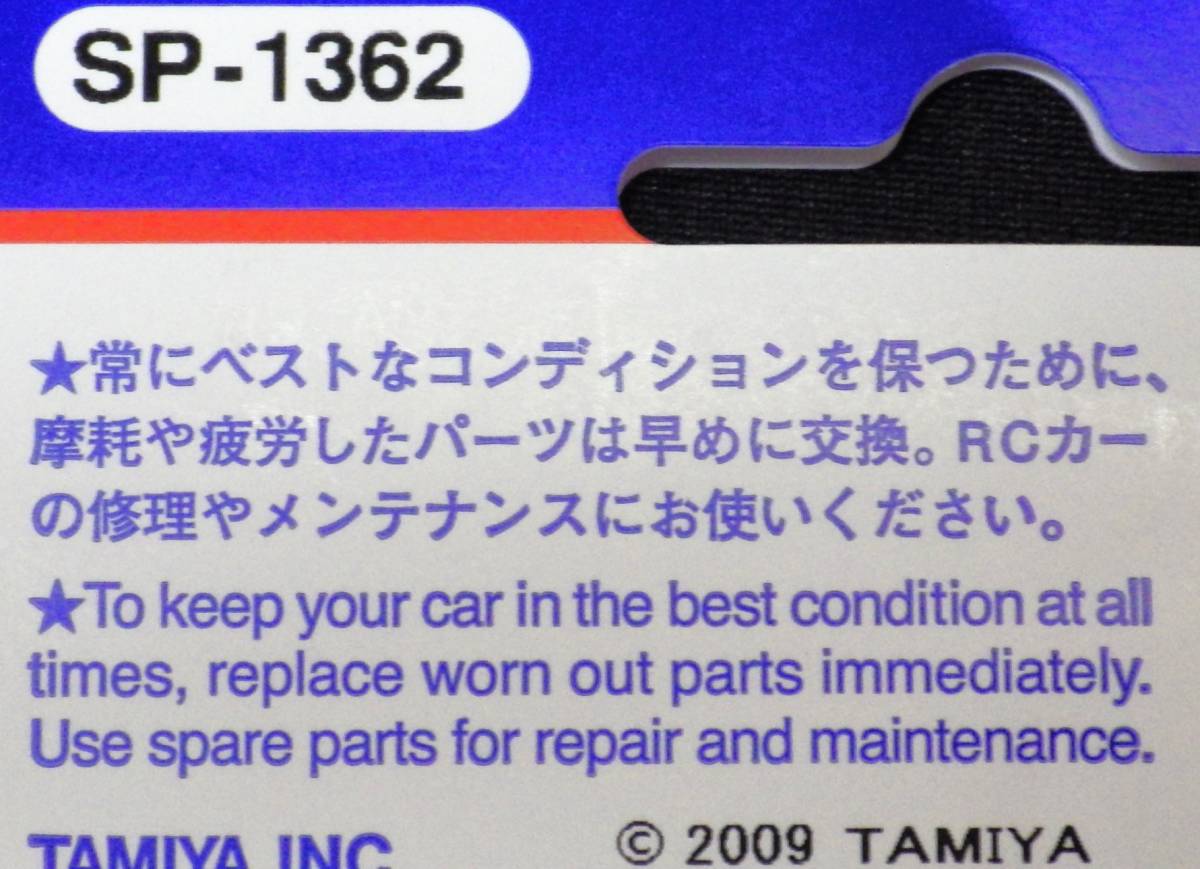 SP-1362
★常にベストなコンディションを保つために、
摩耗や疲労したパーツは早めに交換。RCカー
の修理やメンテナンスにお使いください。
★To keep your car in the best condition at all
times, replace worn out parts immediately.
Use spare parts for repair and maintenance.
TAMIYA, INC.
© 2009 TAMIYA